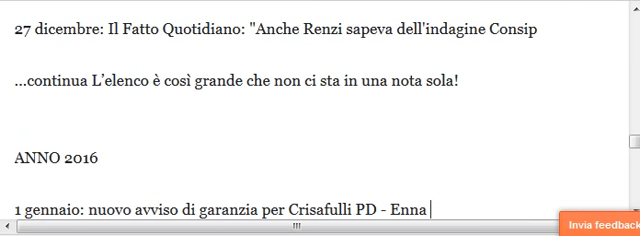 27 dicembre: Il Fatto Quotidiano: "Anche Renzi sapeva dell'indagine Consip
...continua L’elenco è così grande che non ci sta in una nota sola!
ANNO 2016
1 gennaio: nuovo avviso di garanzia per Crisafulli PD - Enna
Invia feedback